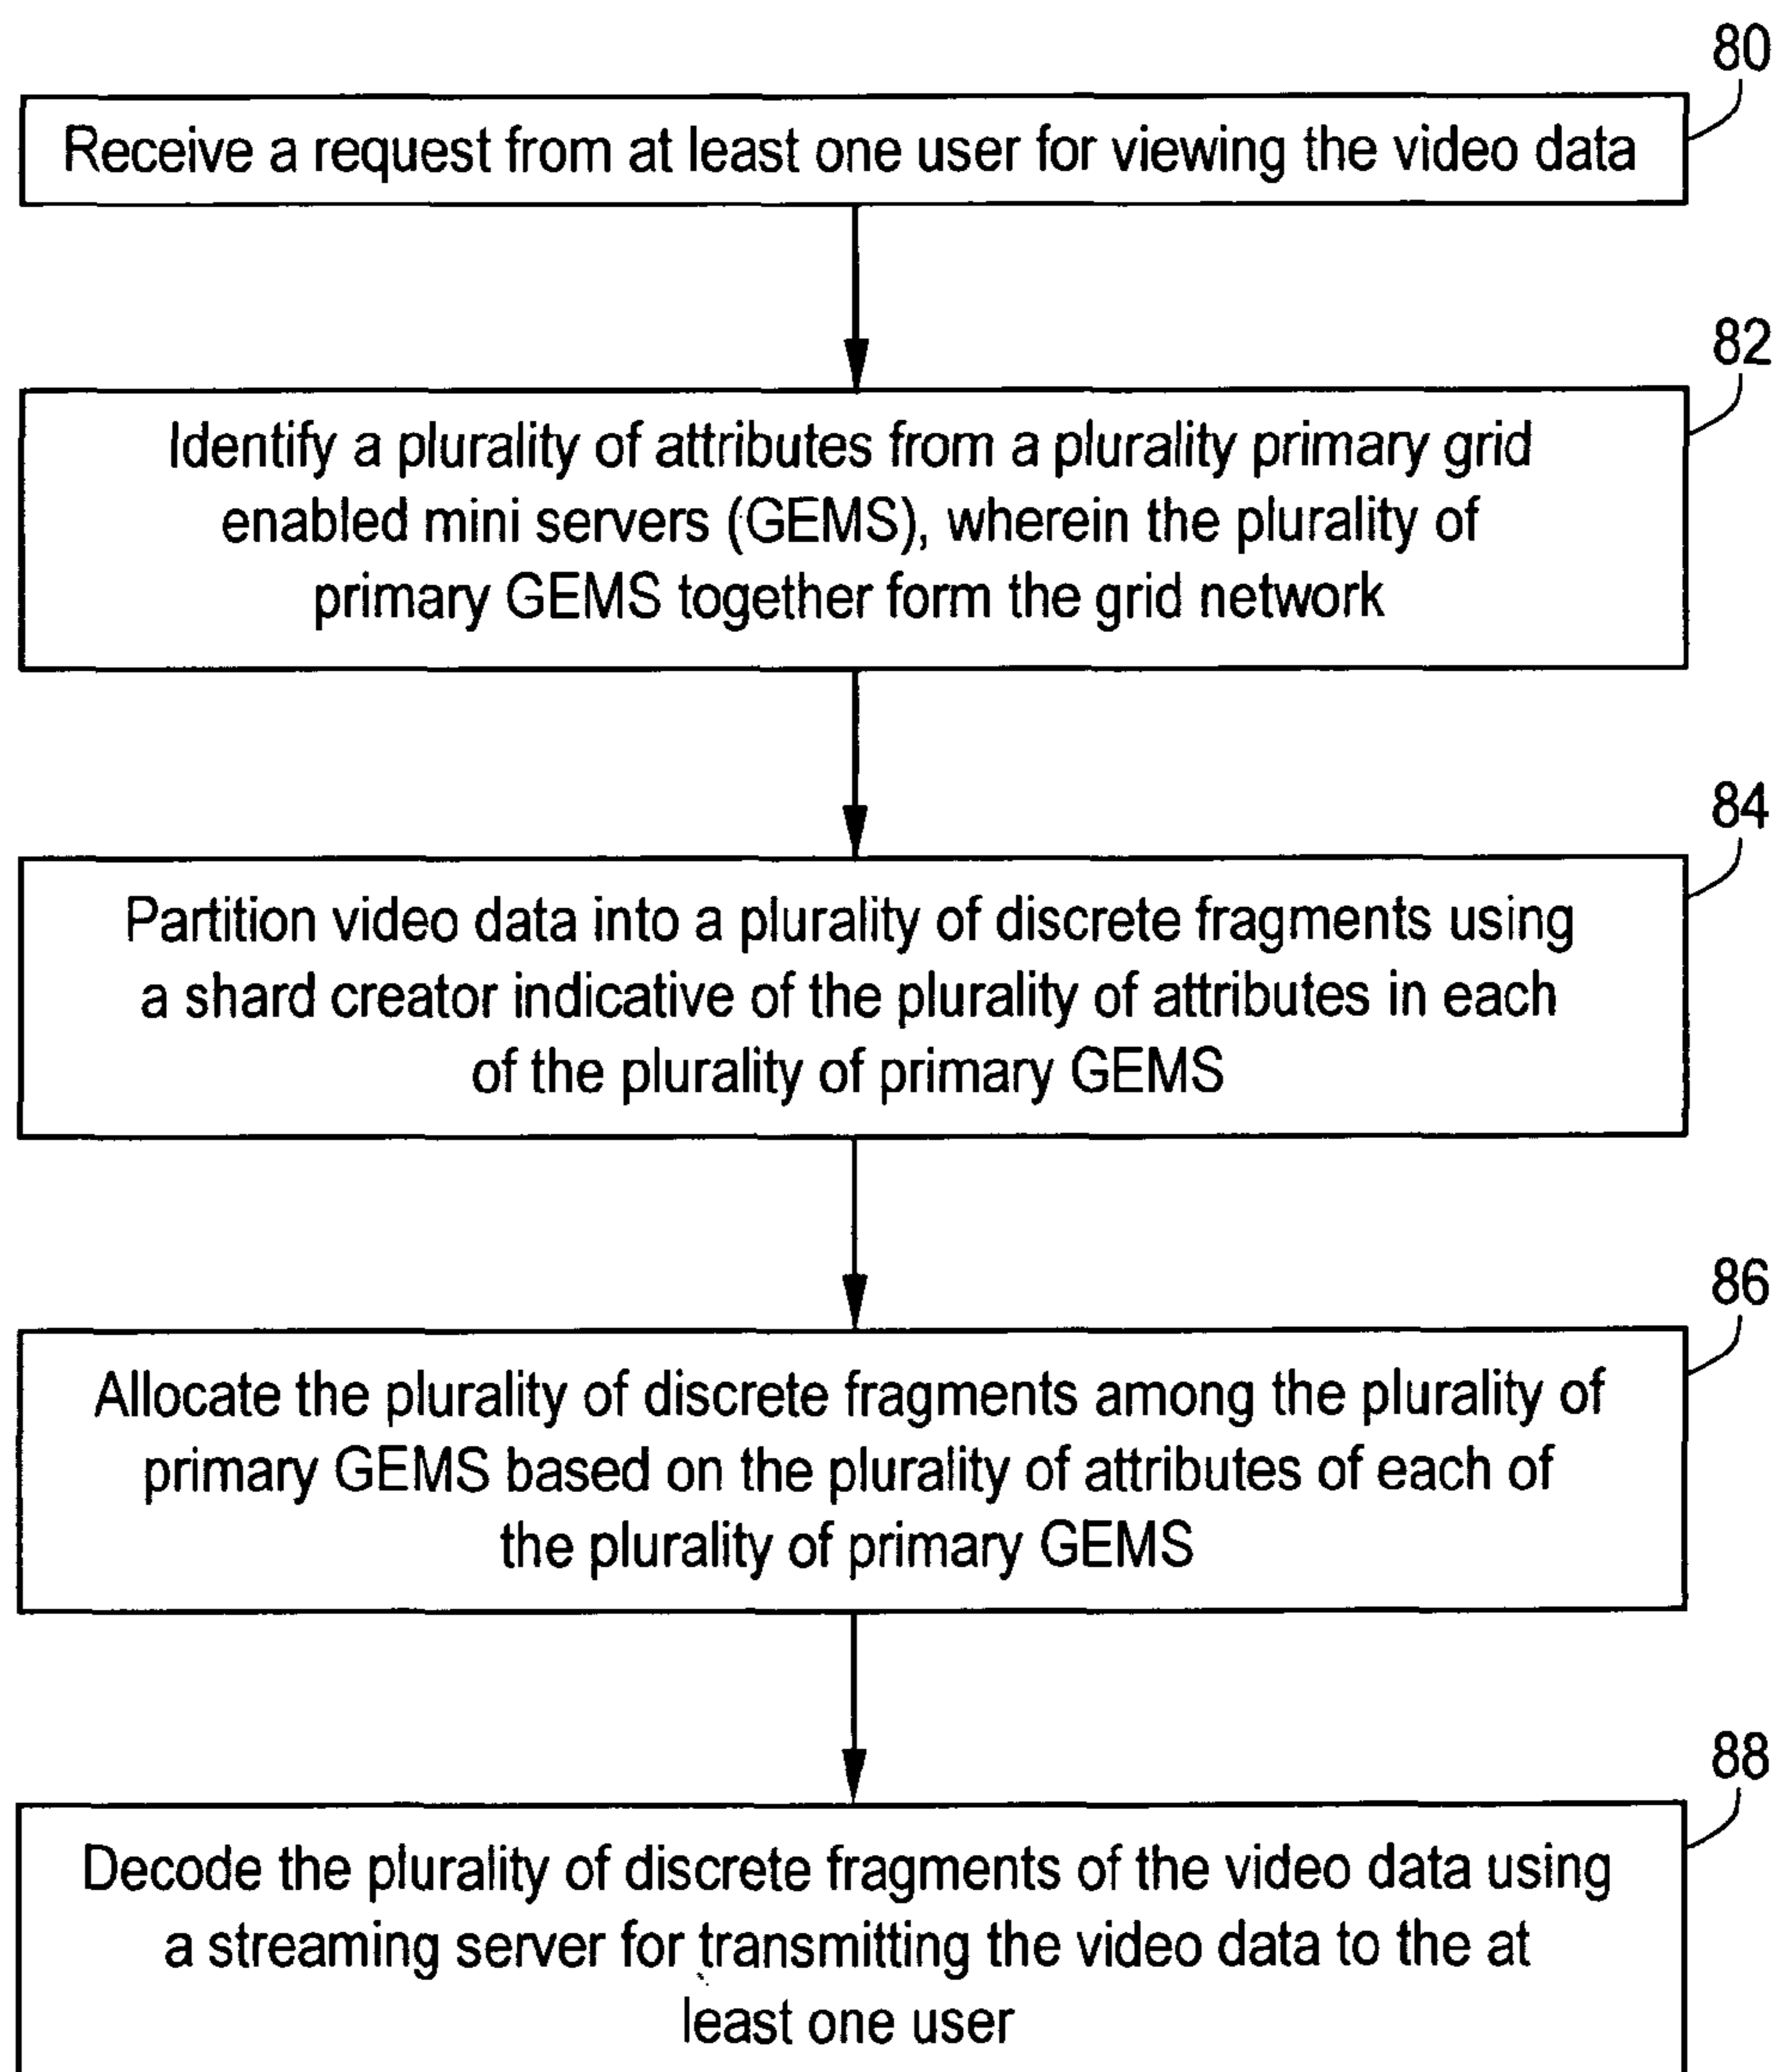 80
Receive a request from at least one user for viewing the video data
82
Identify a plurality of attributes from a plurality primary grid
enabled mini servers (GEMS), wherein the plurality of
primary GEMS together form the grid network
84
Partition video data into a plurality of discrete fragments using
a shard creator indicative of the plurality of attributes in each
of the plurality of primary GEMS
86
Allocate the plurality of discrete fragments among the plurality of
primary GEMS based on the plurality of attributes of each of
the plurality of primary GEMS
88
Decode the plurality of discrete fragments of the video data using
a streaming server for transmitting the video data to the at
least one user